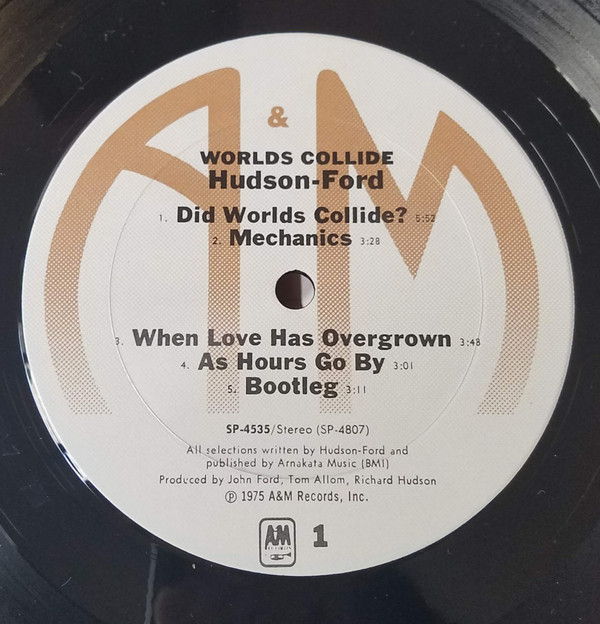 &
WORLDS COLLIDE
Hudson-Ford
1. Did Worlds Collide? 5:52
2. Mechanics 3:28
3. When Love Has Overgrown 3:48
4. As Hours Go By 3:01
5. Bootleg 3:11
SP-4535/Stereo (SP-4807)
All selections written by Hudson-Ford and
published by Arnakata Music (BMI)
Produced by John Ford, Tom Allom, Richard Hudson
℗ 1975 A&M Records, Inc.
A&M
RECORDS
1